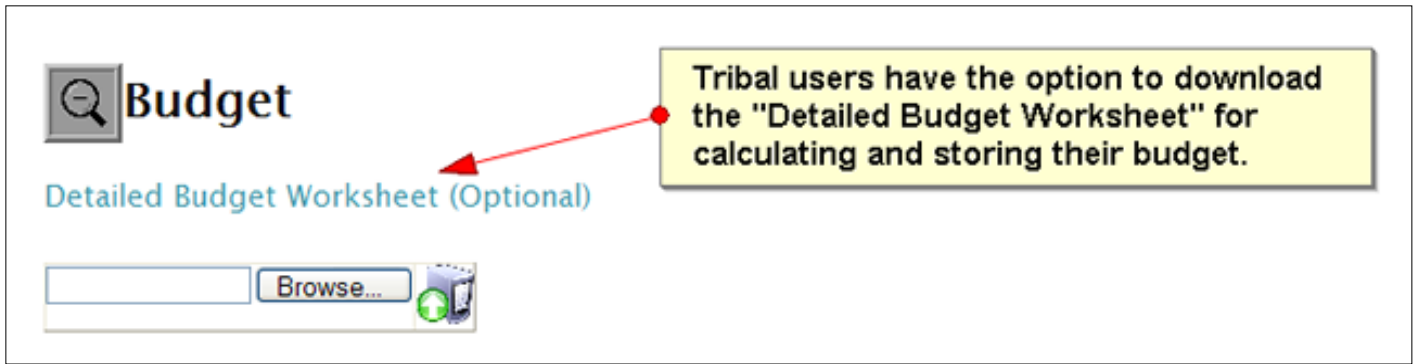 Budget
Tribal users have the option to download
the "Detailed Budget Worksheet" for
calculating and storing their budget.
Detailed Budget Worksheet (Optional)
Browse...